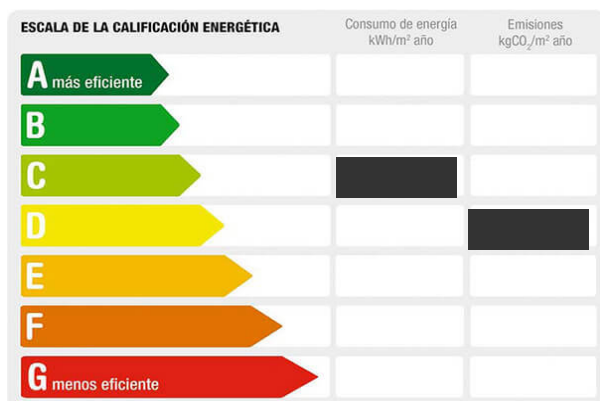 ESCALA DE LA CALIFICACIÓN ENERGÉTICA
Consumo de energía
kWh/m² año
Emisiones
kgCO₂/m² año
A más eficiente
B
C
D
E
F
G menos eficiente